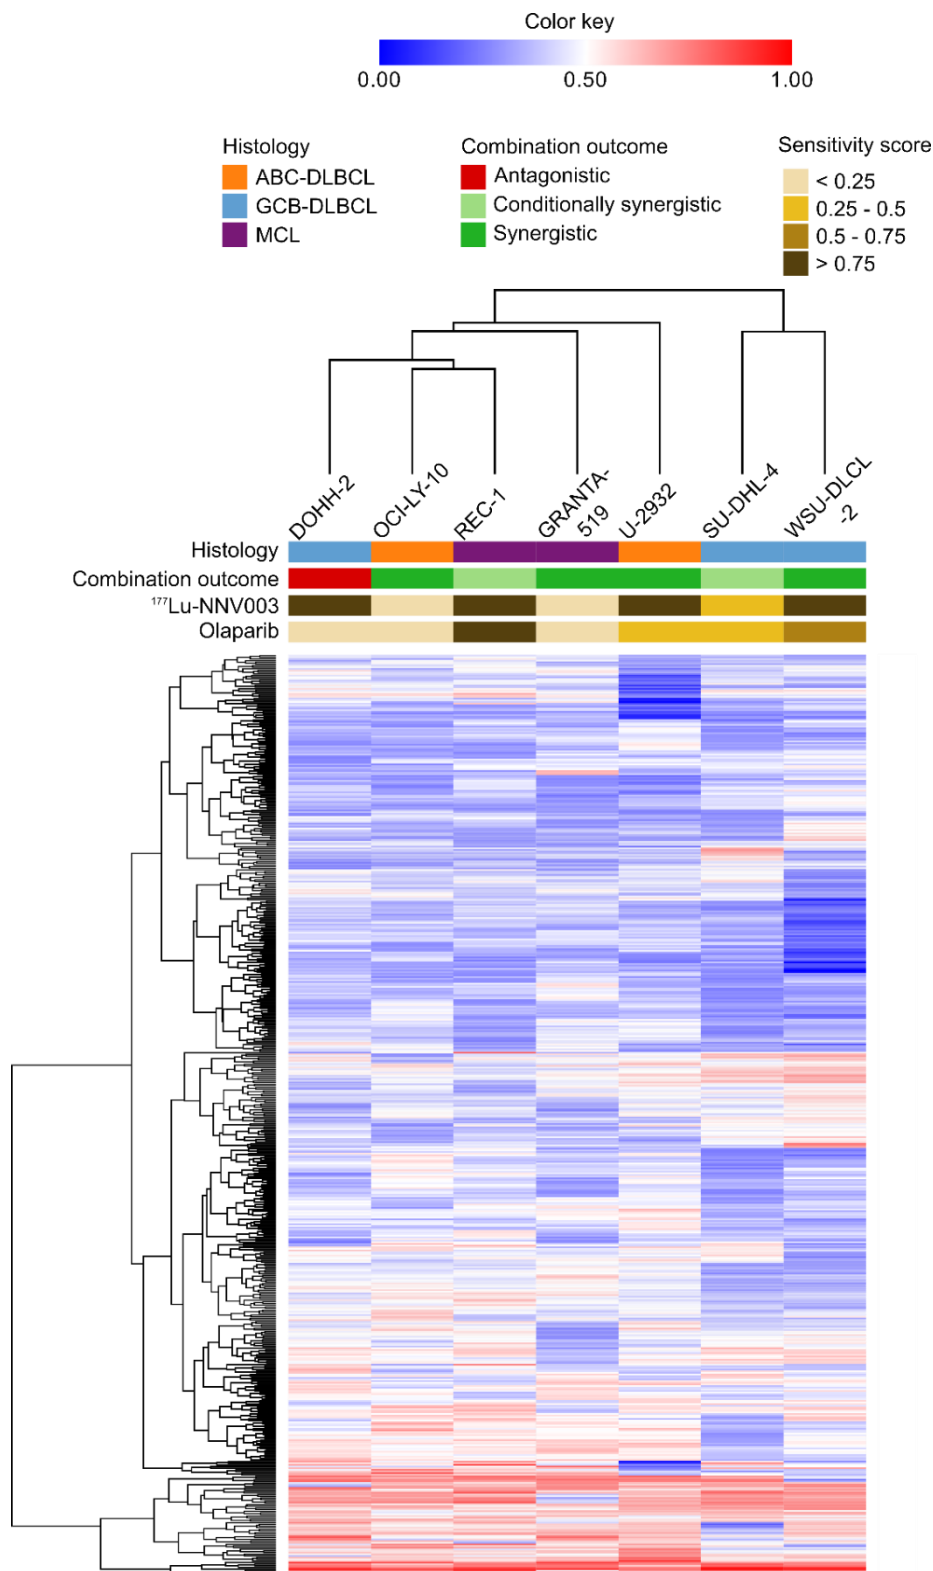 Color key
0.00 0.50 1.00
Histology
ABC-DLBCL
GCB-DLBCL
MCL
Combination outcome
Antagonistic
Conditionally synergistic
Synergistic
Sensitivity score
< 0.25
0.25 - 0.5
0.5 - 0.75
> 0.75
DOHH-2
OCI-LY-10
REC-1
GRANTA-
519
U-2932
SU-DHL-4
WSU-DLCL
-2
Histology
Combination outcome
¹⁷⁷Lu-NNV003
Olaparib